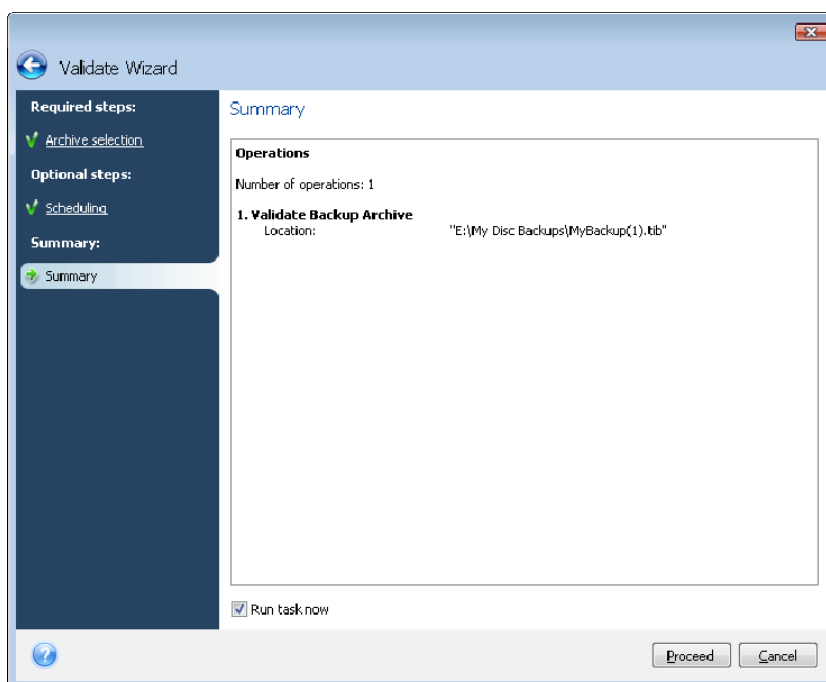 Validate Wizard
Required steps:
Archive selection
Optional steps:
Scheduling
Summary:
Summary
Summary
Operations
Number of operations: 1
1. Validate Backup Archive
Location: "E:\My Disc Backups\MyBackup(1).tib"
Run task now
Proceed
Cancel